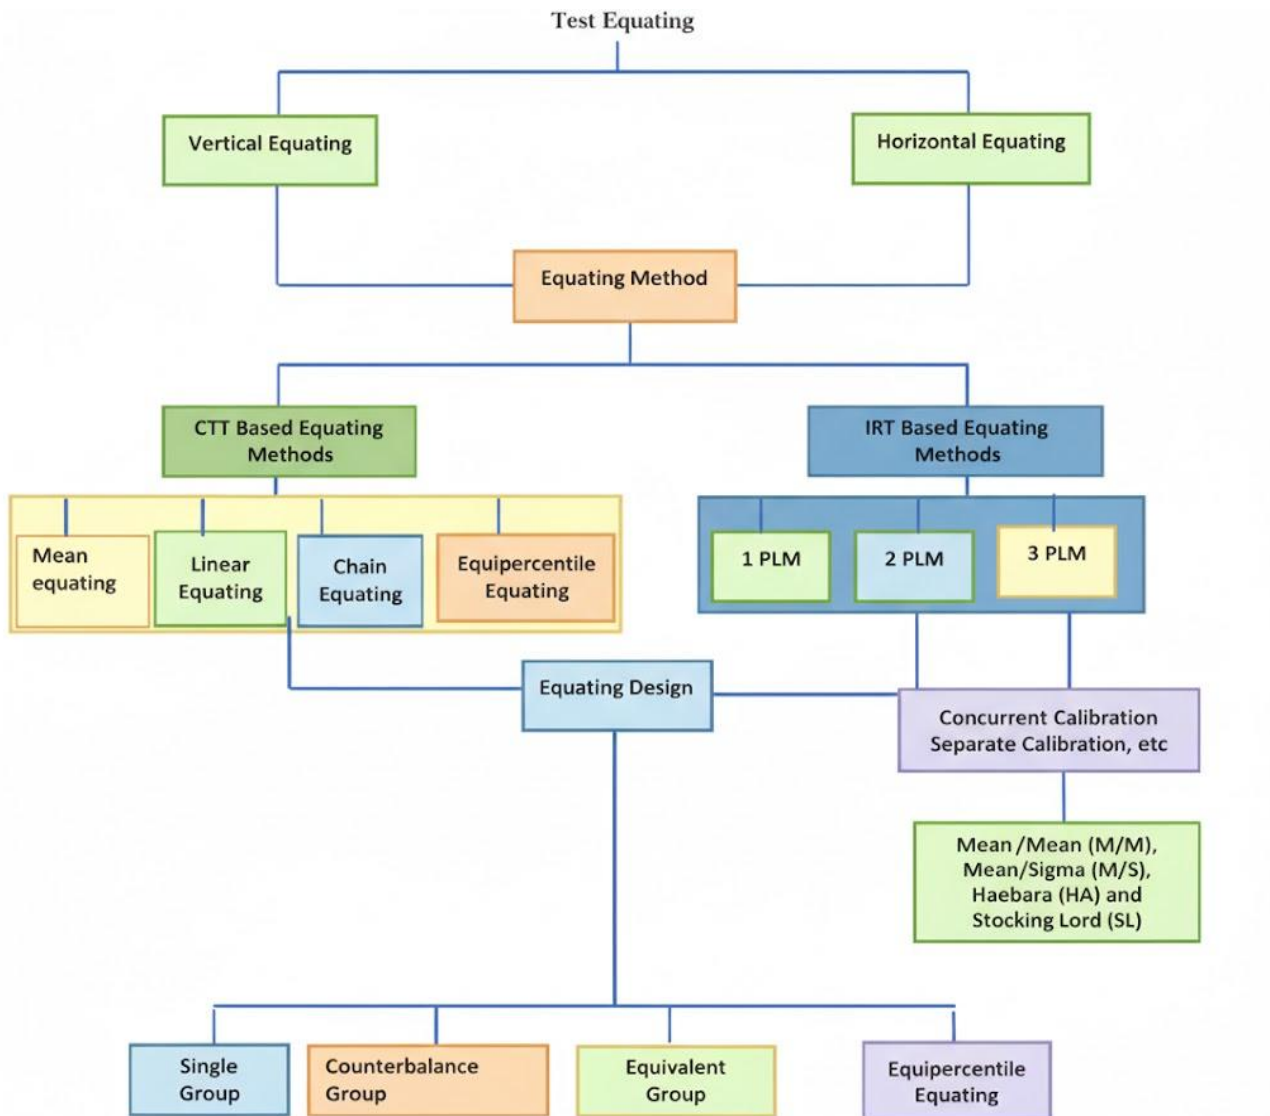 Test Equating
Vertical Equating
Horizontal Equating
Equating Method
CTT Based Equating
Methods
IRT Based Equating
Methods
Mean
equating
Linear
Equating
Chain
Equating
Equipercentile
Equating
1 PLM
2 PLM
3 PLM
Equating Design
Concurrent Calibration
Separate Calibration, etc
Mean/Mean (M/M),
Mean/Sigma (M/S),
Haebara (HA) and
Stocking Lord (SL)
Single
Group
Counterbalance
Group
Equivalent
Group
Equipercentile
Equating